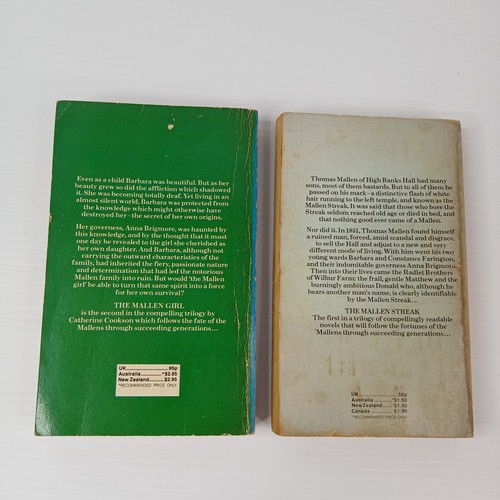 Even as a child Barbara was beautiful. But as her
beauty grew so did the affliction which shadowed
it. She was becoming totally deaf. Yet living in an
almost silent world, Barbara was protected from
the knowledge which might otherwise have
destroyed her – the secret of her own origins.
Her governess, Anna Brigmore, was haunted by
this knowledge, and by the thought that it must
one day be revealed to the girl she cherished as
her own daughter. And Barbara, although not
carrying the outward characteristics of the
family, had inherited the fiery, passionate nature
and determination that had led the notorious
Mallen family into ruin. But would 'the Mallen
girl' be able to turn that same spirit into a force
for her own survival?
THE MALLEN GIRL
is the second in the compelling trilogy by
Catherine Cookson which follows the fate of the
Mallens through succeeding generations...
UK 95p
Australia *$2.95
New Zealand $2.95
*RECOMMENDED PRICE ONLY
Thomas Mallen of High Banks Hall had many
sons, most of them bastards. But to all of them he
passed on his mark – a distinctive flash of white
hair running to the left temple, and known as the
Mallen Streak. It was said that those who bore the
Streak seldom reached old age or died in bed, and
that nothing good ever came of a Mallen.
Nor did it. In 1851, Thomas Mallen found himself
a ruined man, forced, amid scandal and disgrace,
to sell the Hall and adjust to a new and very
different mode of living. With him went his two
young wards Barbara and Constance Farington,
and their indomitable governess Anna Brigmore.
Then into their lives came the Radlet Brothers
of Wilbur Farm; the frail, gentle Matthew and the
burningly ambitious Donald who, although he
bears another man's name, is clearly identifiable
by the Mallen Streak...
THE MALLEN STREAK
The first in a trilogy of compellingly readable
novels that will follow the fortunes of the
Mallens through succeeding generations...
UK 50p
Australia *$1.50
New Zealand $1.50
Canada $1.95
*RECOMMENDED PRICE ONLY